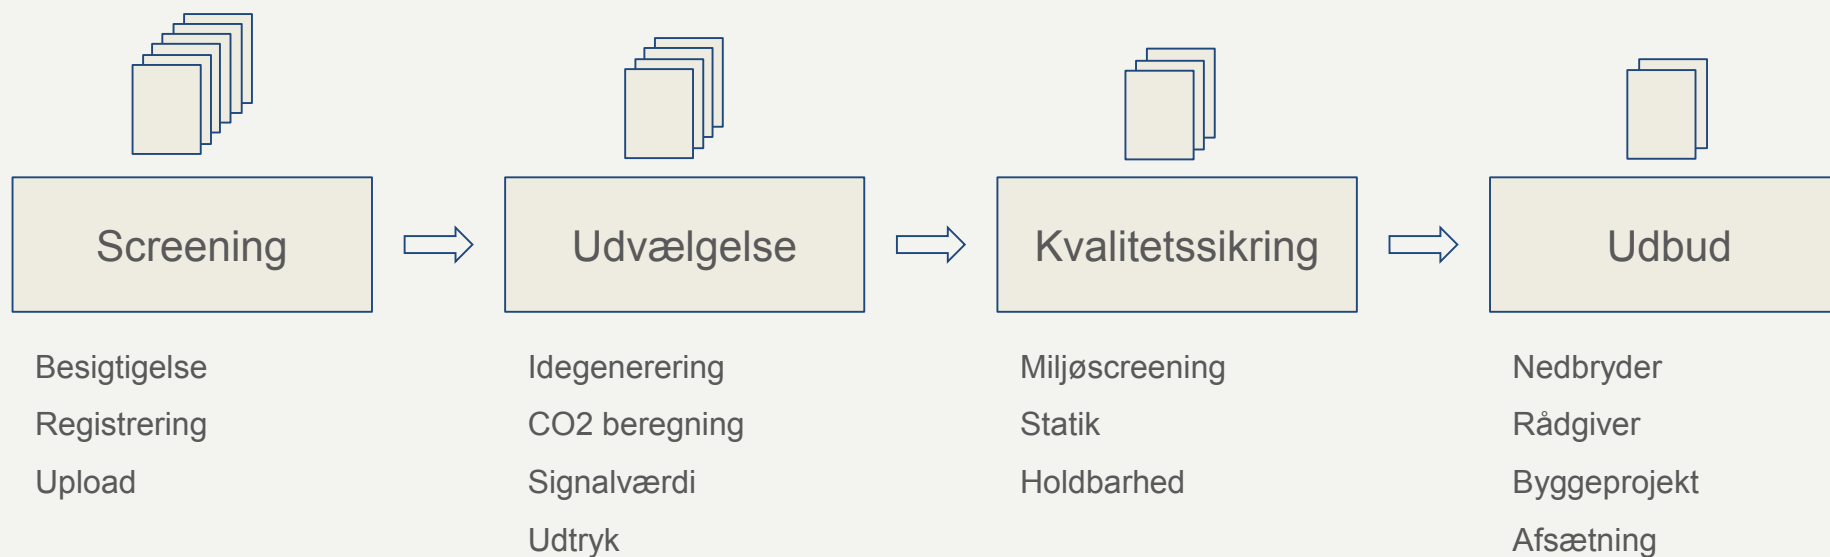 Screening
Udvælgelse
Kvalitetssikring
Udbud
Besigtigelse
Registrering
Upload
Idegenerering
CO2 beregning
Signalværdi
Udtryk
Miljøscreening
Statik
Holdbarhed
Nedbryder
Rådgiver
Byggeprojekt
Afsætning